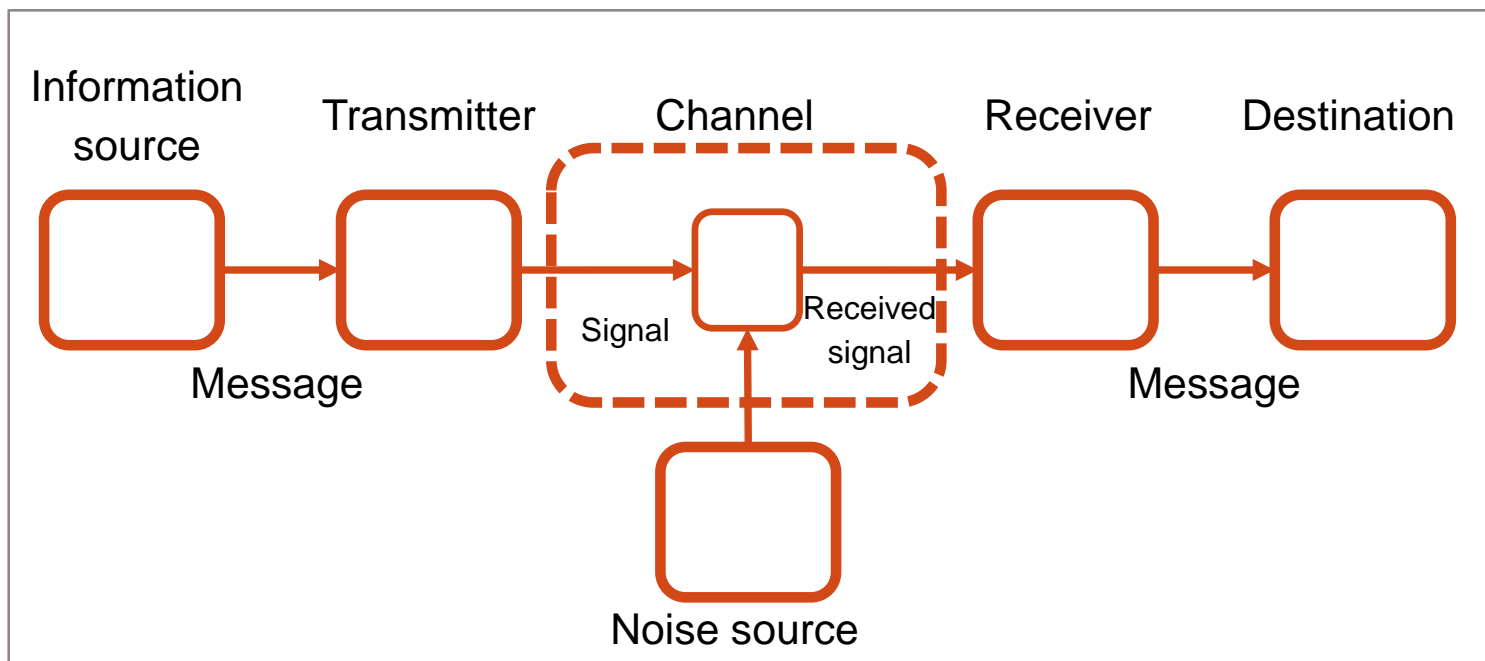 Information
source
Transmitter
Channel
Receiver
Destination
Signal
Received
signal
Message
Message
Noise source